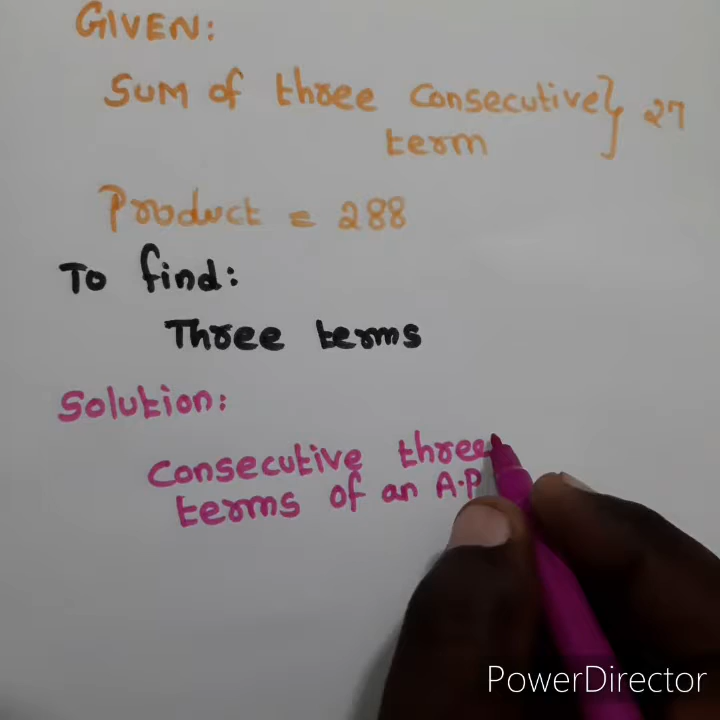 GIVEN:
Sum of three consecutive} 27
term
Product = 288
To find:
Three terms
Solution:
Consecutive three
terms of an A.P
PowerDirector